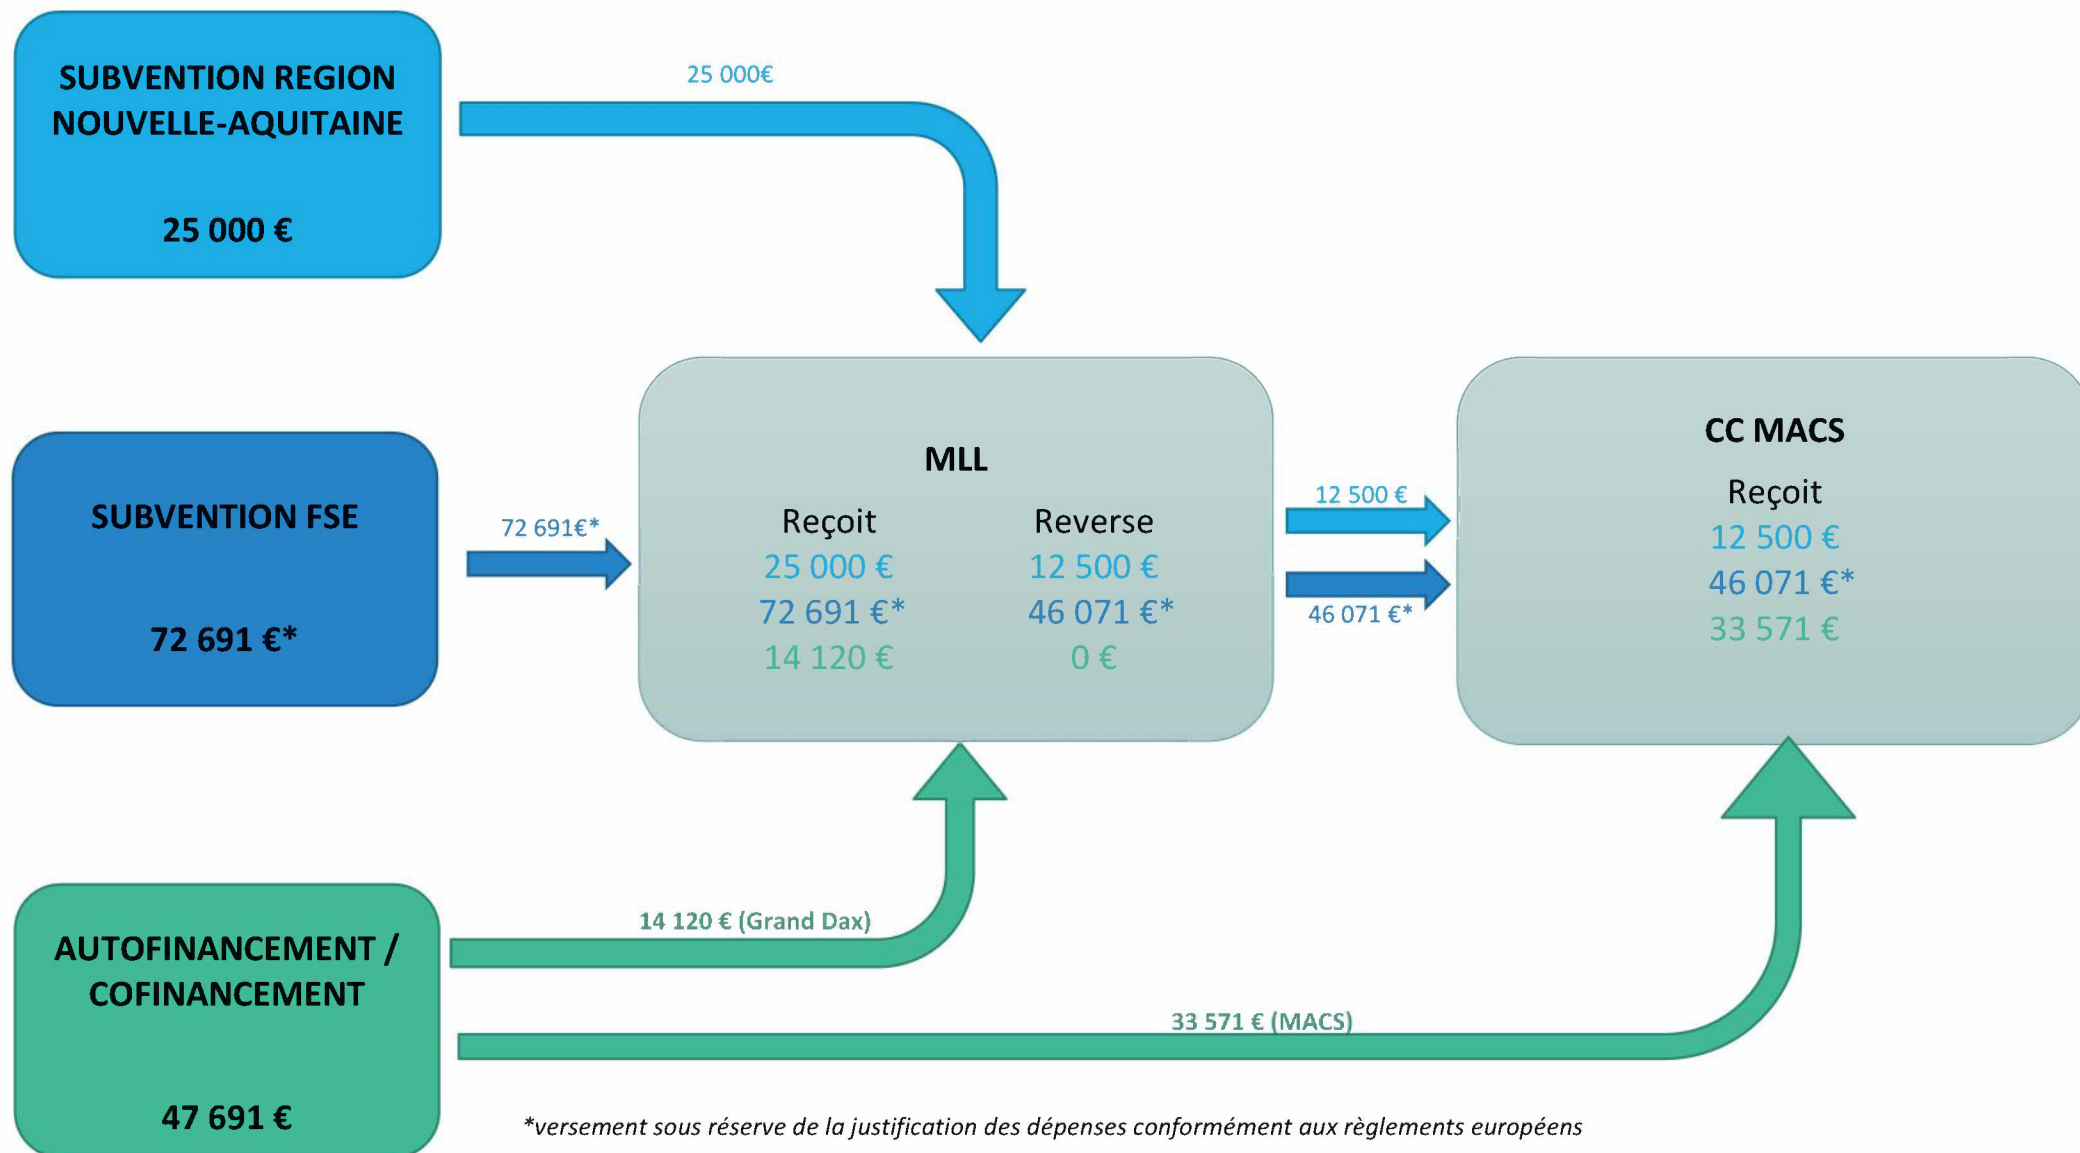 SUBVENTION REGION
NOUVELLE-AQUITAINE
25 000 €
25 000€
SUBVENTION FSE
72 691 €*
72 691€*
MLL
Reçoit
25 000 €
72 691 €*
14 120 €
Reverse
12 500 €
46 071 €*
0 €
12 500 €
46 071 €*
CC MACS
Reçoit
12 500 €
46 071 €*
33 571 €
AUTOFINANCEMENT /
COFINANCEMENT
47 691 €
14 120 € (Grand Dax)
33 571 € (MACS)
*versement sous réserve de la justification des dépenses conformément aux règlements européens